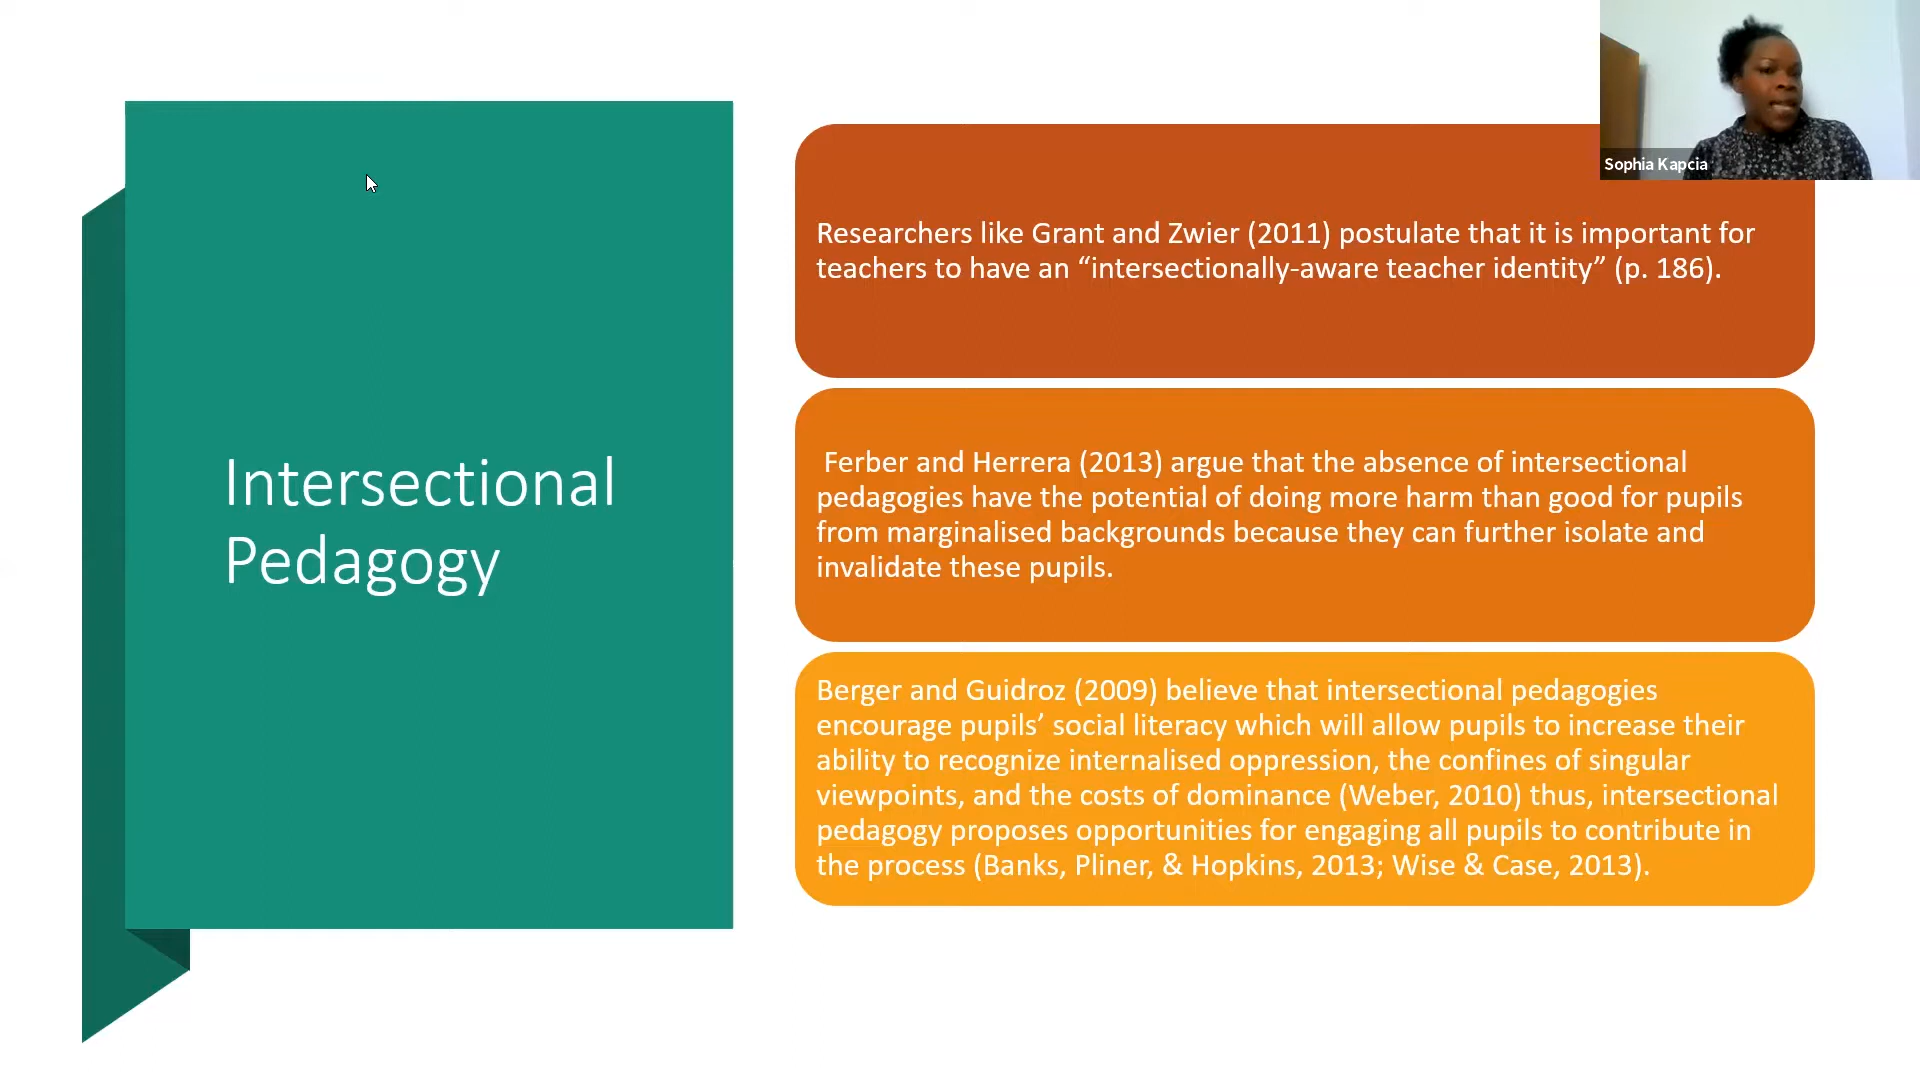 Sophia Kapcia
Intersectional
Pedagogy
Researchers like Grant and Zwier (2011) postulate that it is important for
teachers to have an “intersectionally-aware teacher identity” (p. 186).
Ferber and Herrera (2013) argue that the absence of intersectional
pedagogies have the potential of doing more harm than good for pupils
from marginalised backgrounds because they can further isolate and
invalidate these pupils.
Berger and Guidroz (2009) believe that intersectional pedagogies
encourage pupils’ social literacy which will allow pupils to increase their
ability to recognize internalised oppression, the confines of singular
viewpoints, and the costs of dominance (Weber, 2010) thus, intersectional
pedagogy proposes opportunities for engaging all pupils to contribute in
the process (Banks, Pliner, & Hopkins, 2013; Wise & Case, 2013).